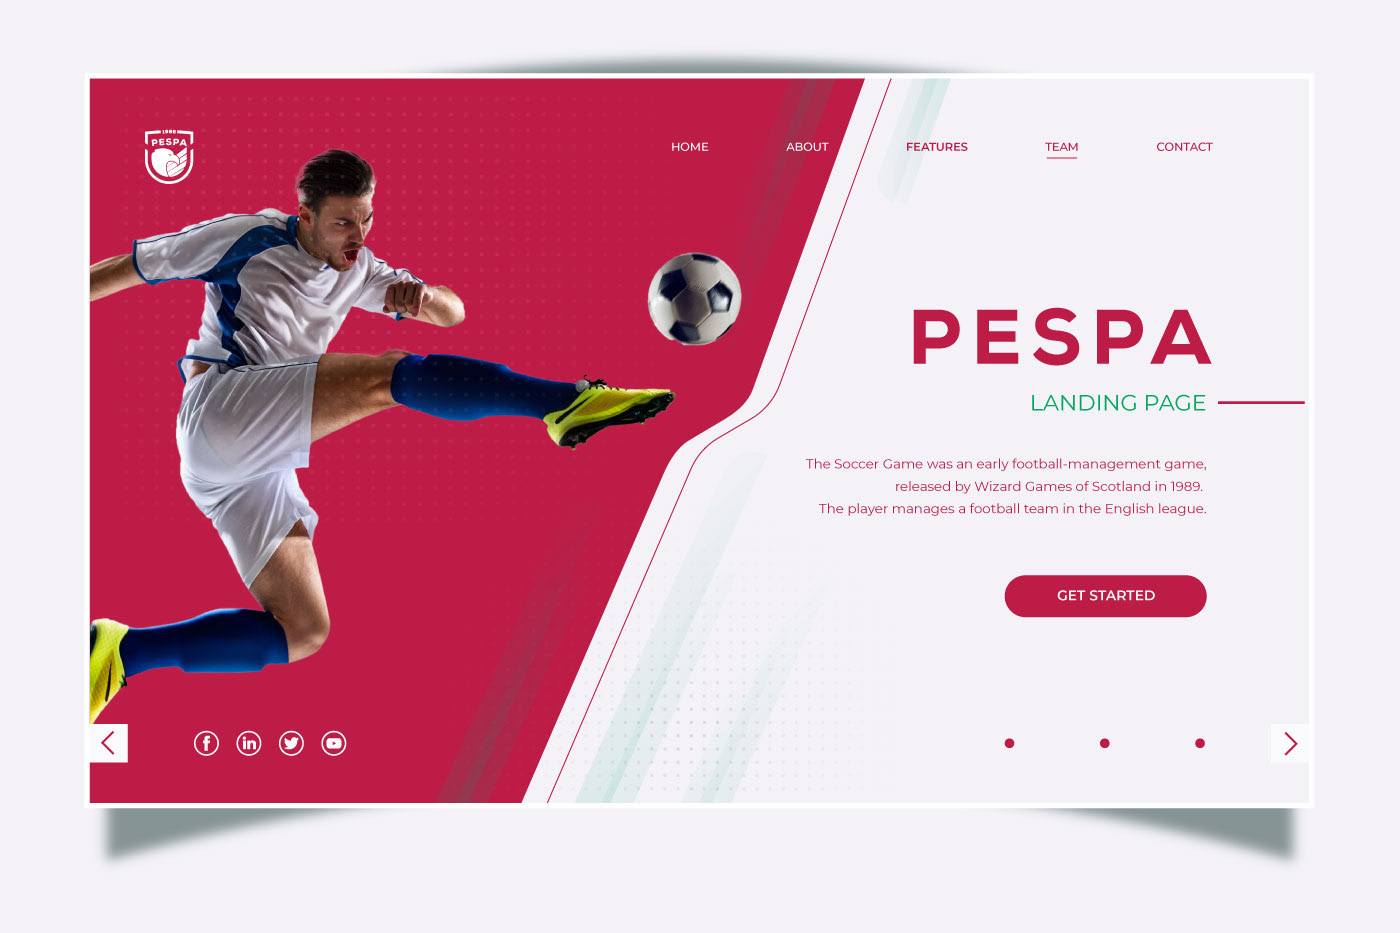 1988
PESPA
HOME
ABOUT
FEATURES
TEAM
CONTACT
PESPA
LANDING PAGE
The Soccer Game was an early football-management game,
released by Wizard Games of Scotland in 1989.
The player manages a football team in the English league.
GET STARTED